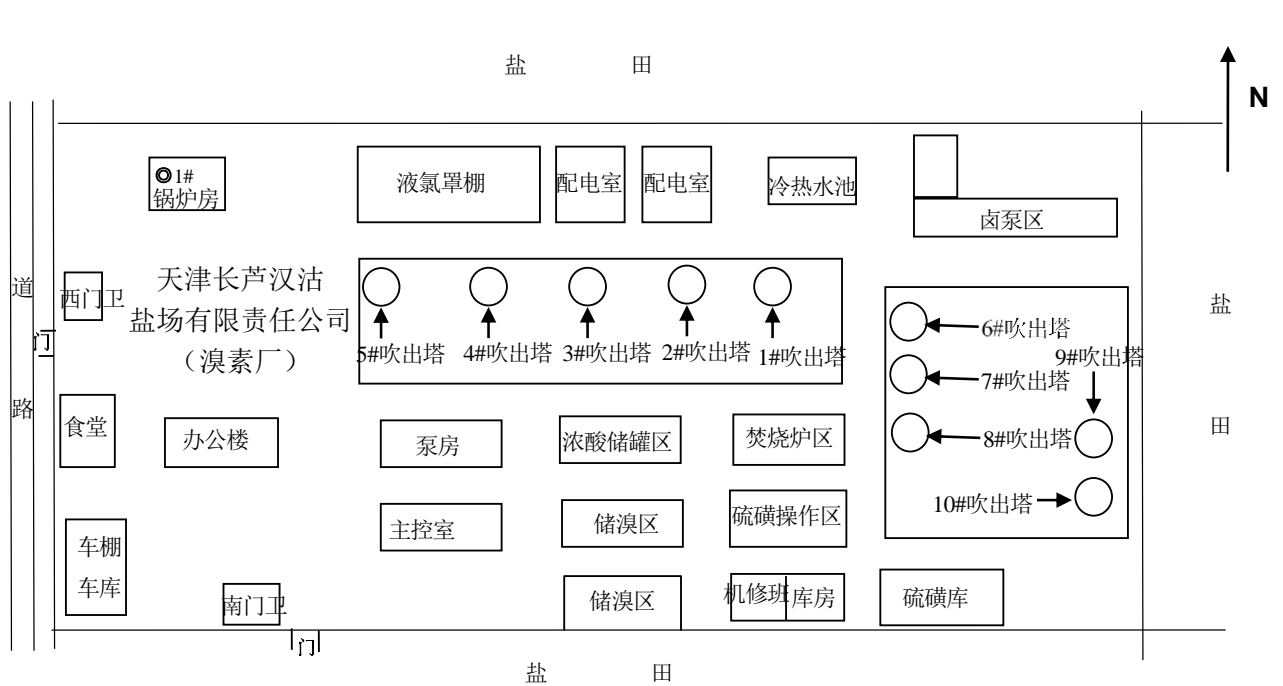 盐 田
N
1#
锅炉房
液氯罩棚
配电室
配电室
冷热水池
卤泵区
道
路
西门卫
门
天津长芦汉沽
盐场有限责任公司
（溴素厂）
5#吹出塔
4#吹出塔
3#吹出塔
2#吹出塔
1#吹出塔
6#吹出塔
9#吹出塔
7#吹出塔
8#吹出塔
10#吹出塔
盐
田
食堂
办公楼
泵房
浓酸储罐区
焚烧炉区
主控室
储溴区
硫磺操作区
车棚
车库
南门卫
储溴区
机修班
库房
硫磺库
门
盐 田